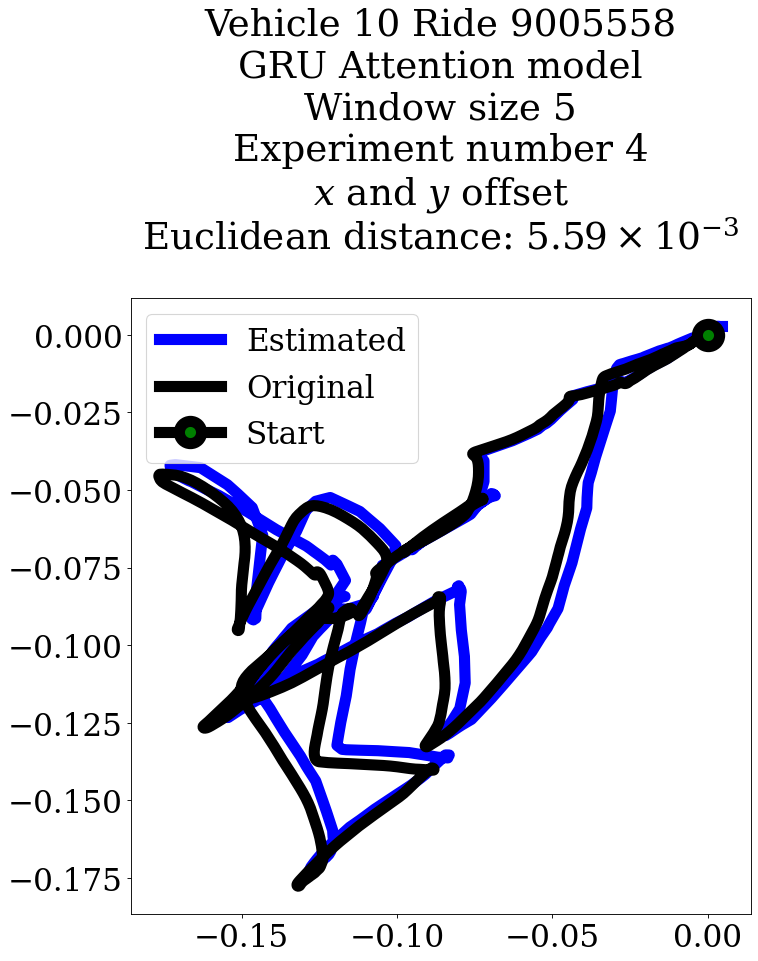 Vehicle 10 Ride 9005558
GRU Attention model
Window size 5
Experiment number 4
x and y offset
Euclidean distance: 5.59 × 10⁻³
Estimated
Original
Start
0.000
−0.025
−0.050
−0.075
−0.100
−0.125
−0.150
−0.175
−0.15 −0.10 −0.05 0.00